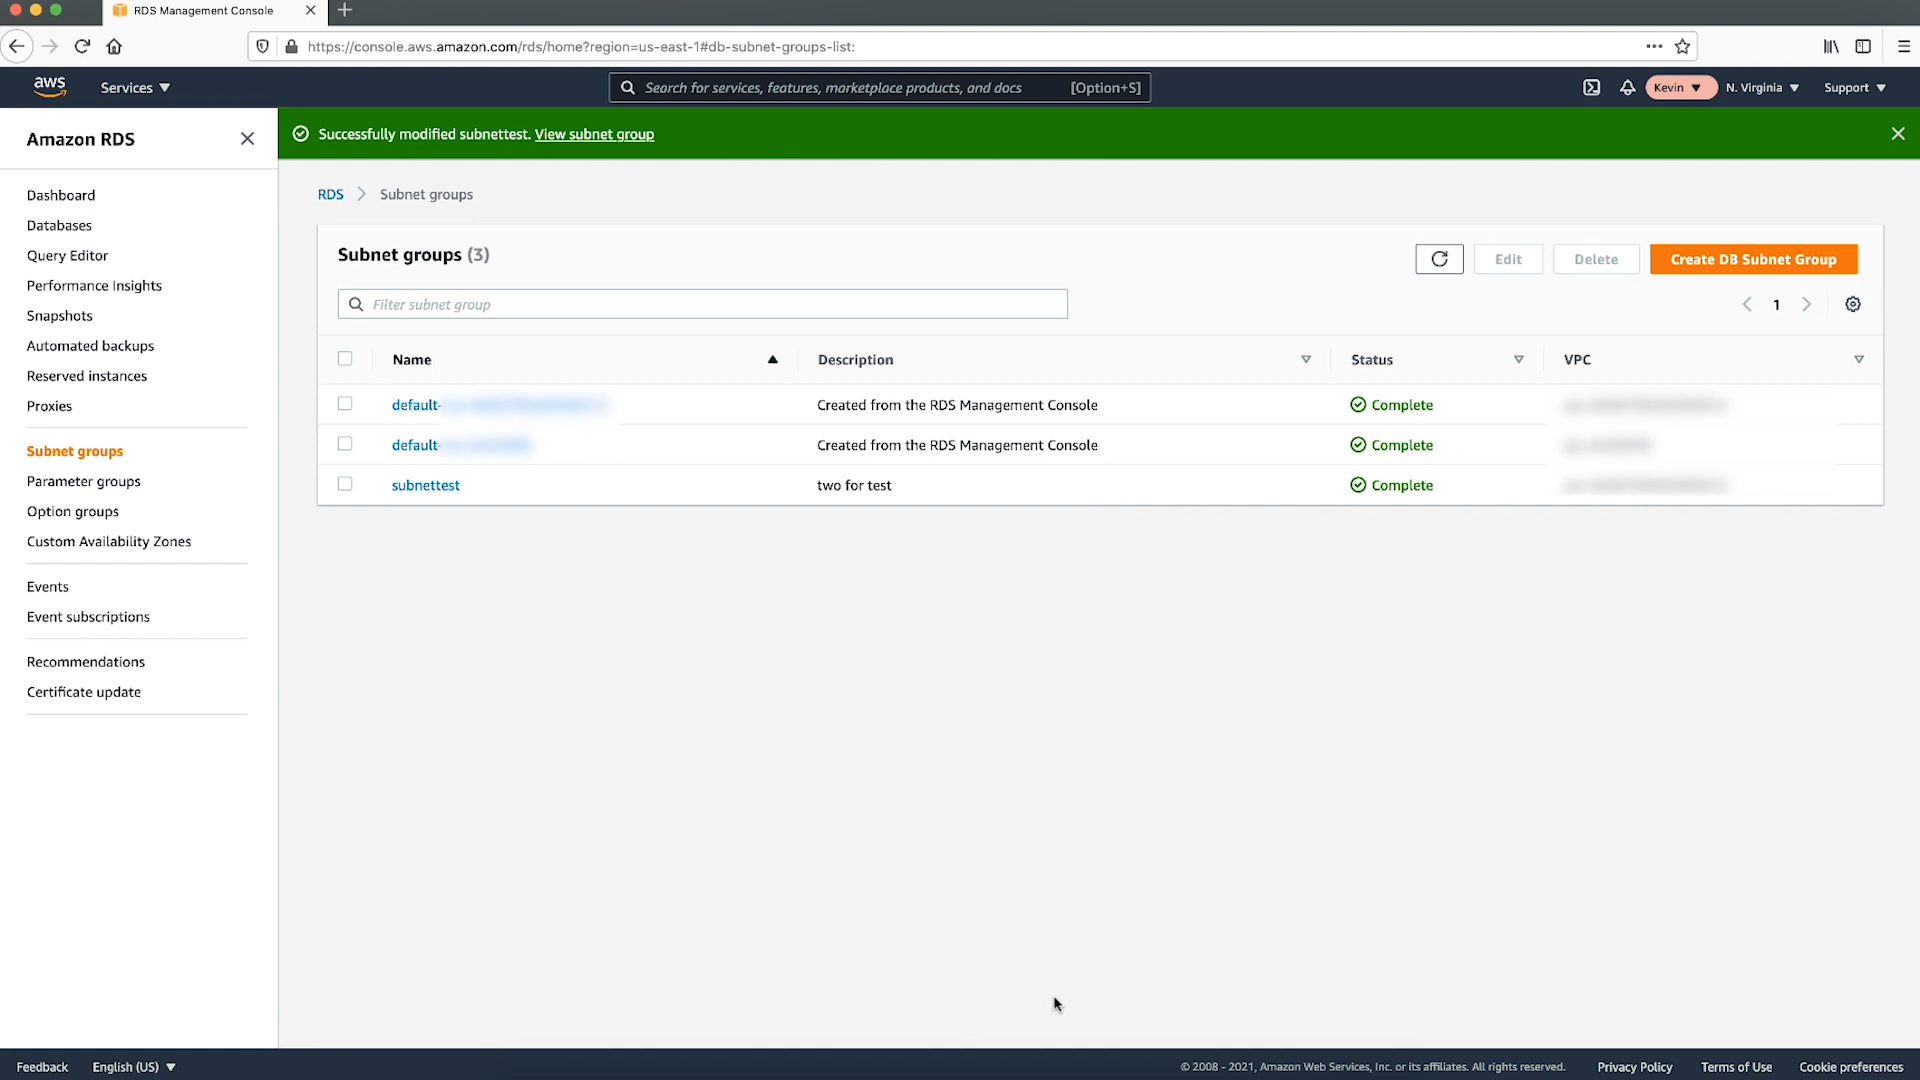 RDS Management Console
https://console.aws.amazon.com/rds/home?region=us-east-1#db-subnet-groups-list:
aws
Services
Search for services, features, marketplace products, and docs [Option+S]
Kevin
N. Virginia
Support
Amazon RDS
Dashboard
Databases
Query Editor
Performance Insights
Snapshots
Automated backups
Reserved instances
Proxies
Subnet groups
Parameter groups
Option groups
Custom Availability Zones
Events
Event subscriptions
Recommendations
Certificate update
Successfully modified subnettest. View subnet group
RDS > Subnet groups
Subnet groups (3)
Edit
Delete
Create DB Subnet Group
Filter subnet group
1
Name Description Status VPC
default- Created from the RDS Management Console Complete
default- Created from the RDS Management Console Complete
subnettest two for test Complete
Feedback English (US) © 2008 - 2021, Amazon Web Services, Inc. or its affiliates. All rights reserved. Privacy Policy Terms of Use Cookie preferences